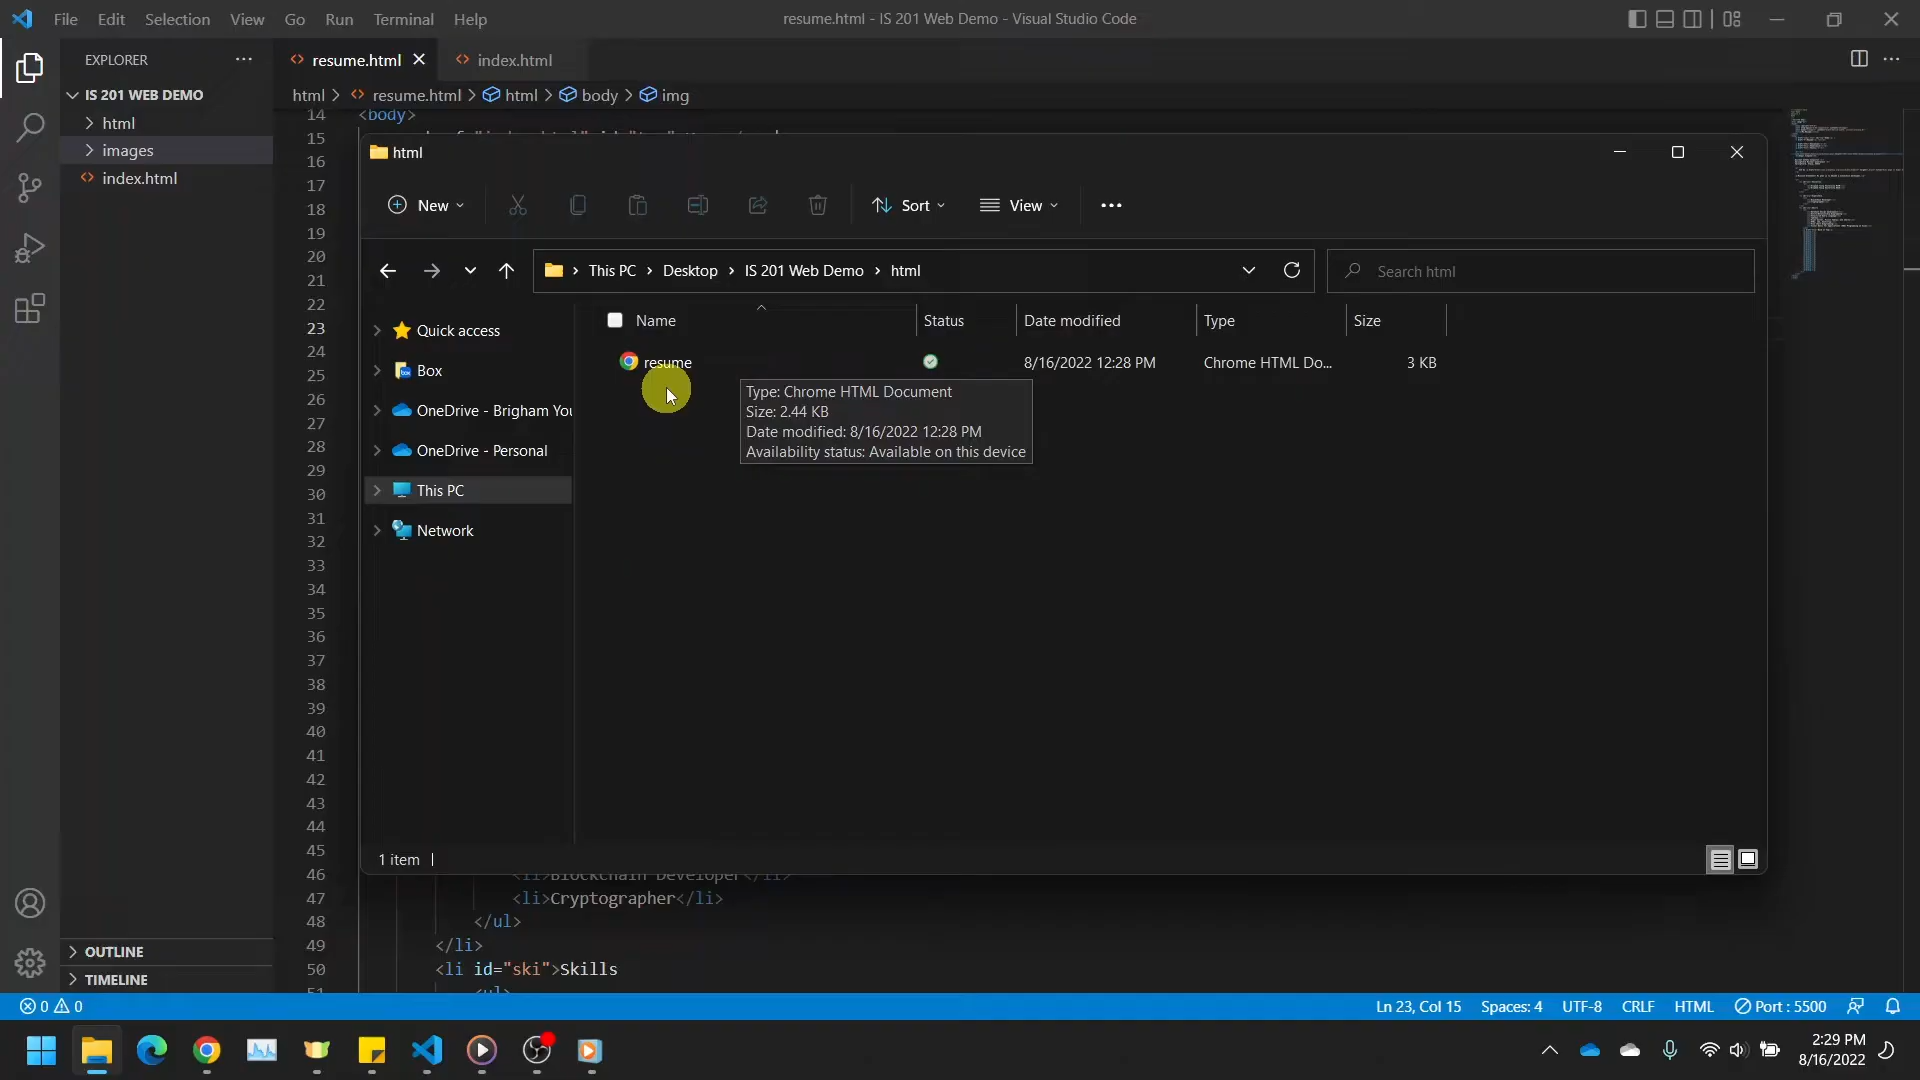 File Edit Selection View Go Run Terminal Help
resume.html - IS 201 Web Demo - Visual Studio Code
EXPLORER
IS 201 WEB DEMO
html
images
index.html
OUTLINE
TIMELINE
resume.html
index.html
html > resume.html > html > body > img
14 <body>
15
16
17
18
19
20
21
22
23
24
25
26
27
28
29
30
31
32
33
34
35
36
37
38
39
40
41
42
43
44
45
46 <li>Blockchain Developer</li>
47 <li>Cryptographer</li>
48 </ul>
49 </li>
50 <li id="ski">Skills
51 <ul>
html
New
Sort
View
This PC > Desktop > IS 201 Web Demo > html
Search html
Quick access
Box
OneDrive - Brigham You
OneDrive - Personal
This PC
Network
Name Status Date modified Type Size
resume 8/16/2022 12:28 PM Chrome HTML Do... 3 KB
Type: Chrome HTML Document
Size: 2.44 KB
Date modified: 8/16/2022 12:28 PM
Availability status: Available on this device
1 item
0 0
Ln 23, Col 15 Spaces: 4 UTF-8 CRLF HTML Port : 5500
2:29 PM
8/16/2022